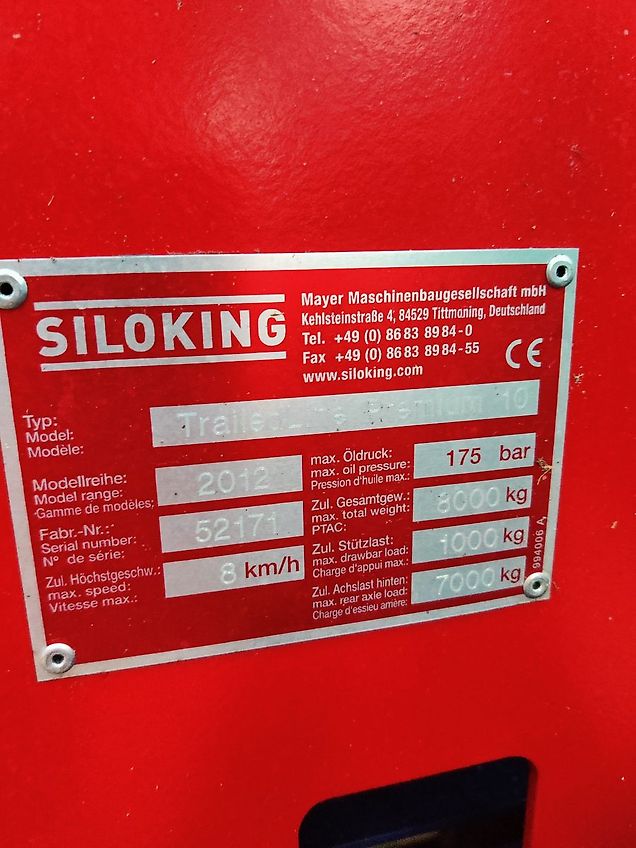 SILOKING
Mayer Maschinenbaugesellschaft mbH
Kehlsteinstraße 4, 84529 Tittmoning, Deutschland
Tel. +49 (0) 86 83 89 84-0
Fax +49 (0) 86 83 89 84-55
www.siloking.com
CE
Typ:
Model:
Modèle:
TrailedLine Premium 10
Modellreihe:
Model range:
Gamme de modèles:
2012
Fabr.-Nr.:
Serial number:
N° de série:
52171
Zul. Höchstgeschw.:
max. speed:
Vitesse max.:
8 km/h
max. Öldruck:
max. oil pressure:
Pression d'huile max.:
175 bar
Zul. Gesamtgew.:
max. total weight:
PTAC:
8000 kg
Zul. Stützlast:
max. drawbar load:
Charge d'appui max.:
1000 kg
Zul. Achslast hinten:
max. rear axle load:
Charge d'essieu arrière:
7000 kg
994006 A